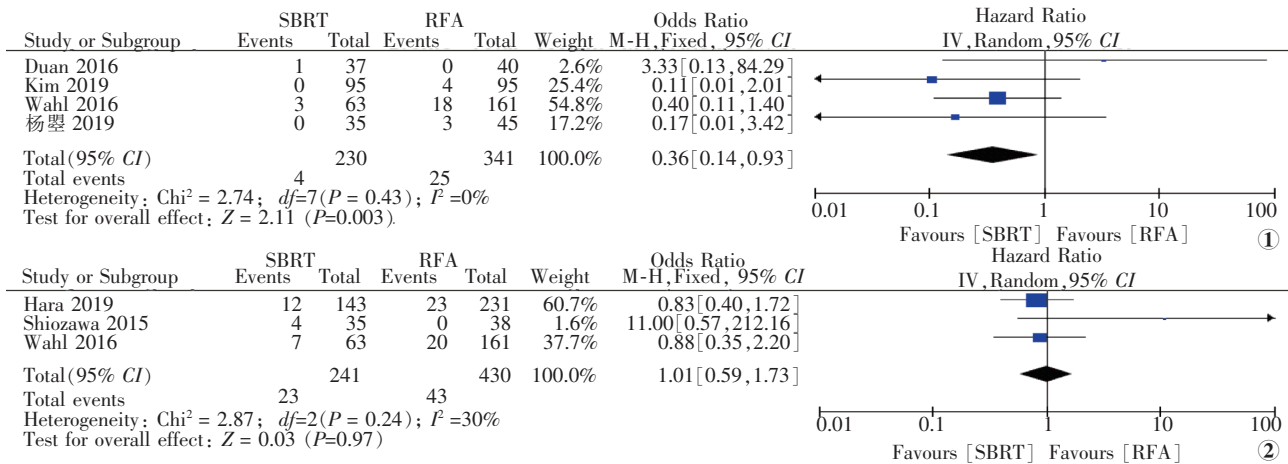 SBRT RFA Odds Ratio Hazard Ratio
Study or Subgroup Events Total Events Total Weight M-H,Fixed, 95% CI IV,Random,95% CI
Duan 2016 1 37 0 40 2.6% 3.33[0.13,84.29]
Kim 2019 0 95 4 95 25.4% 0.11[0.01,2.01]
Wahl 2016 3 63 18 161 54.8% 0.40[0.11,1.40]
杨曌 2019 0 35 3 45 17.2% 0.17[0.01,3.42]
Total(95% CI) 230 341 100.0% 0.36[0.14,0.93]
Total events 4 25
Heterogeneity: Chi² = 2.74; df=7(P = 0.43); I² =0%
Test for overall effect: Z = 2.11 (P=0.003)
0.01 0.1 1 10 100
Favours [SBRT] Favours [RFA] ①
SBRT RFA Odds Ratio Hazard Ratio
Study or Subgroup Events Total Events Total Weight M-H,Fixed, 95% CI IV,Random,95% CI
Hara 2019 12 143 23 231 60.7% 0.83[0.40,1.72]
Shiozawa 2015 4 35 0 38 1.6% 11.00[0.57,212.16]
Wahl 2016 7 63 20 161 37.7% 0.88[0.35,2.20]
Total(95% CI) 241 430 100.0% 1.01[0.59,1.73]
Total events 23 43
Heterogeneity: Chi² = 2.87; df=2(P = 0.24); I² =30%
Test for overall effect: Z = 0.03 (P=0.97)
0.01 0.1 1 10 100
Favours [SBRT] Favours [RFA] ②